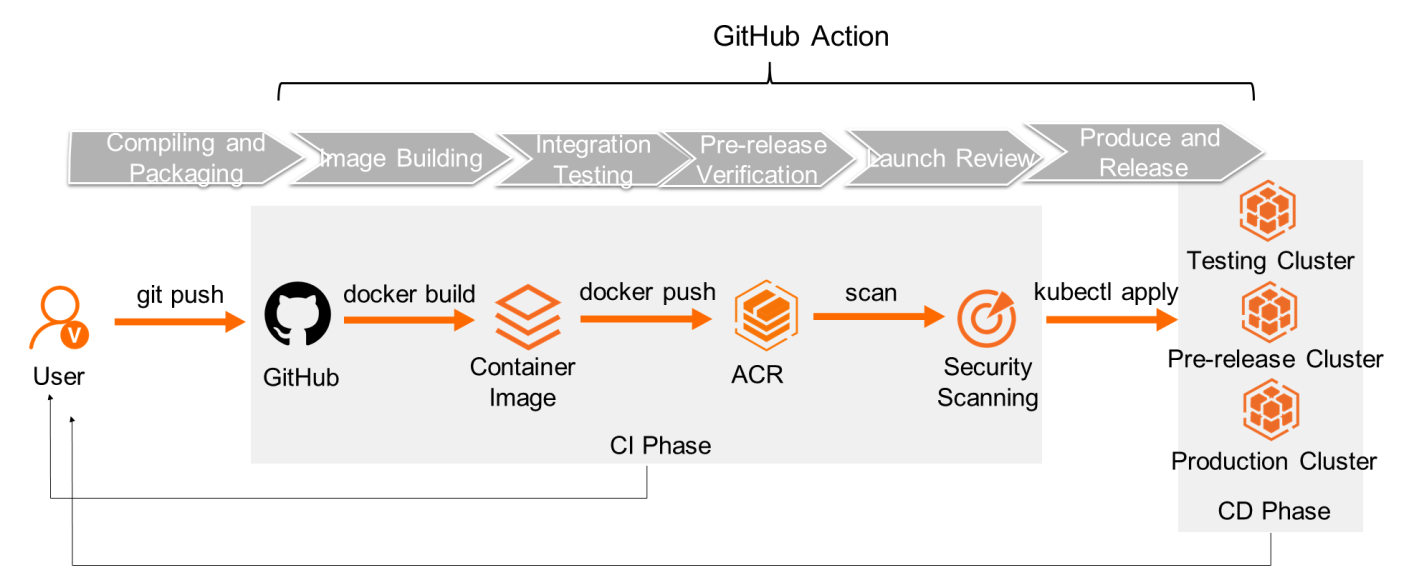 GitHub Action
Compiling and
Packaging
Image Building
Integration
Testing
Pre-release
Verification
Launch Review
Produce and
Release
git push
docker build
docker push
scan
kubectl apply
V
User
GitHub
Container
Image
ACR
Security
Scanning
Testing Cluster
Pre-release Cluster
Production Cluster
CI Phase
CD Phase